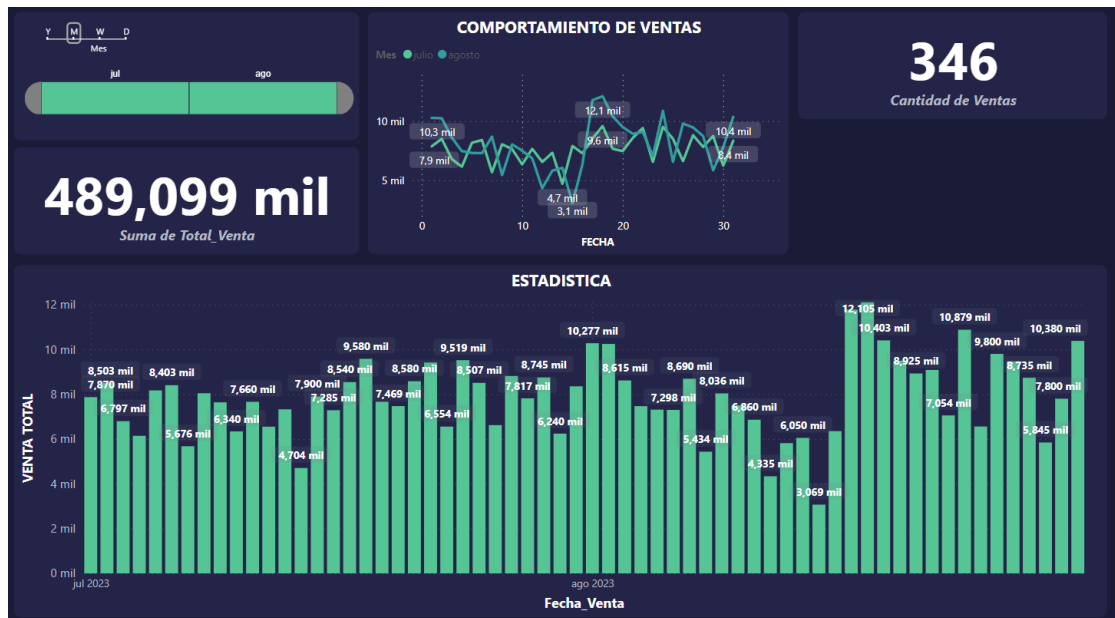 Y M W D
Mes
jul ago
489,099 mil
Suma de Total_Venta
COMPORTAMIENTO DE VENTAS
Mes julio agosto
10 mil
5 mil
10,3 mil
7,9 mil
12,1 mil
9,6 mil
4,7 mil
3,1 mil
10,4 mil
8,4 mil
0 10 20 30
FECHA
346
Cantidad de Ventas
ESTADISTICA
VENTA TOTAL
12 mil
10 mil
8 mil
6 mil
4 mil
2 mil
0 mil
8,503 mil
7,870 mil
6,797 mil
8,403 mil
5,676 mil
6,340 mil
7,660 mil
4,704 mil
7,900 mil
7,285 mil
8,540 mil
9,580 mil
7,469 mil
8,580 mil
6,554 mil
9,519 mil
8,507 mil
7,817 mil
8,745 mil
6,240 mil
10,277 mil
8,615 mil
7,298 mil
8,690 mil
5,434 mil
8,036 mil
6,860 mil
4,335 mil
6,050 mil
3,069 mil
12,105 mil
10,403 mil
8,925 mil
7,054 mil
10,879 mil
9,800 mil
8,735 mil
5,845 mil
7,800 mil
10,380 mil
jul 2023 ago 2023
Fecha_Venta